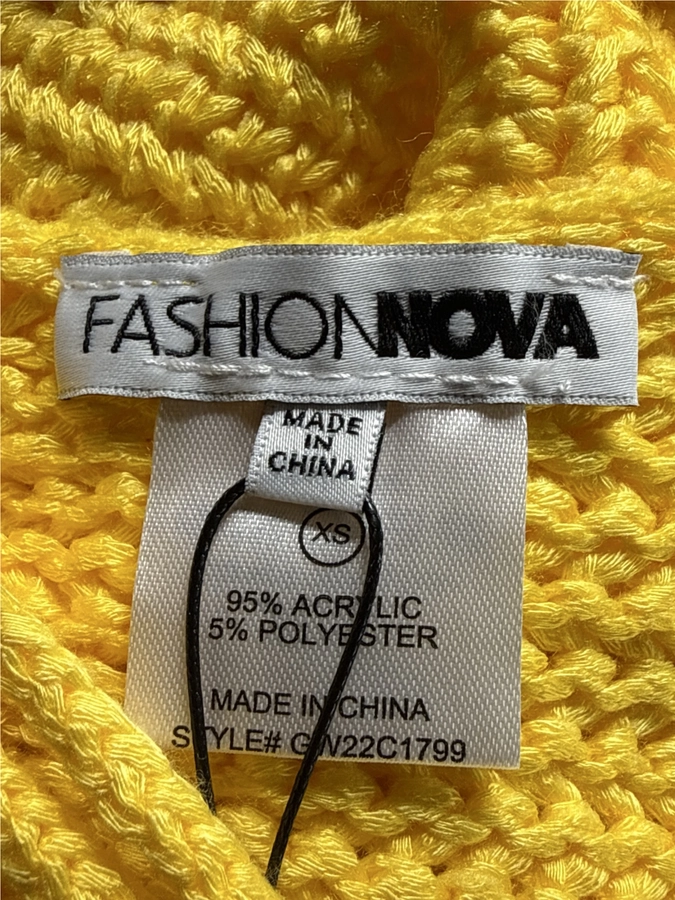 FASHIONNOVA
MADE
IN
CHINA
XS
95% ACRYLIC
5% POLYESTER
MADE IN CHINA
STYLE# GW22C1799